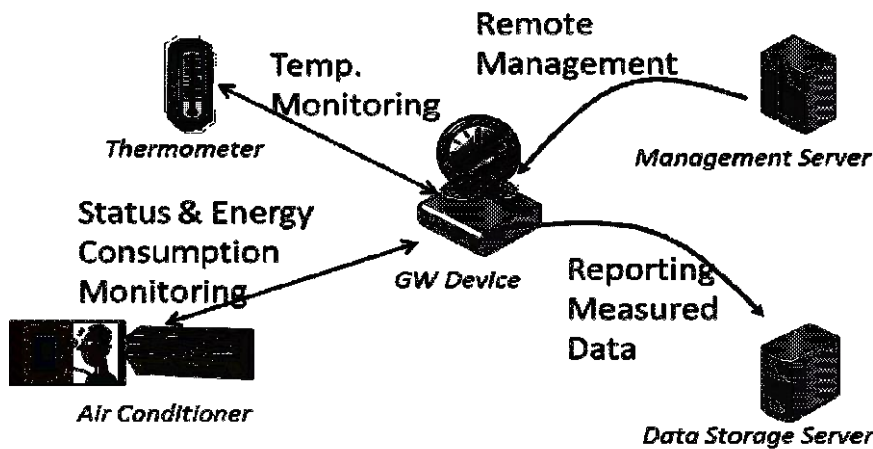 Remote
Management
Temp.
Monitoring
Thermometer
Management Server
Status & Energy
Consumption
Monitoring
GW Device
Reporting
Measured
Data
Air Conditioner
Data Storage Server